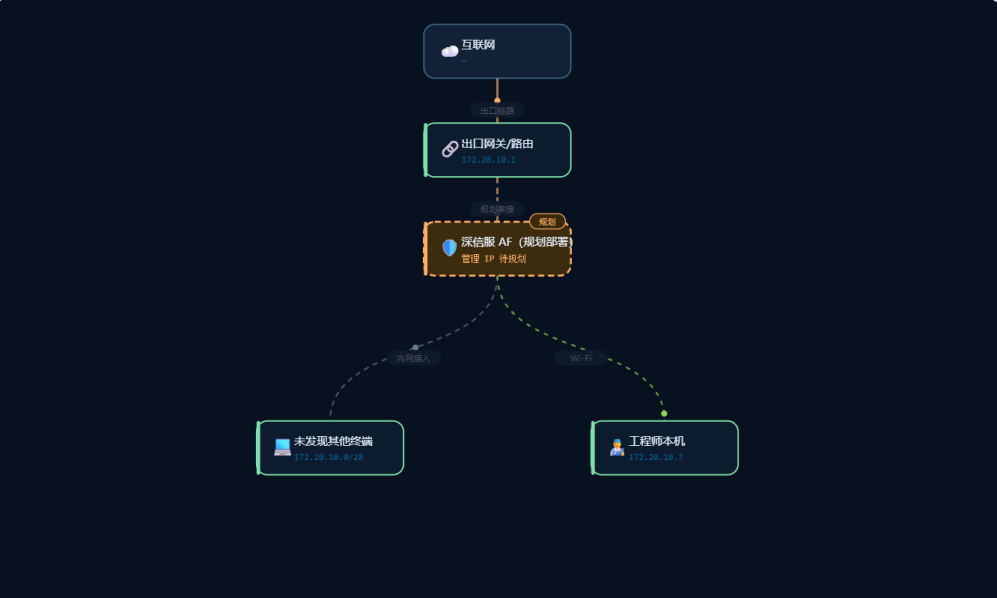 互联网
–
出口链路
出口网关/路由
172.20.10.1
规划串接
规划
深信服 AF（规划部署）
管理 IP 待规划
内网接入
Wi-Fi
未发现其他终端
172.20.10.0/28
工程师本机
172.20.10.7